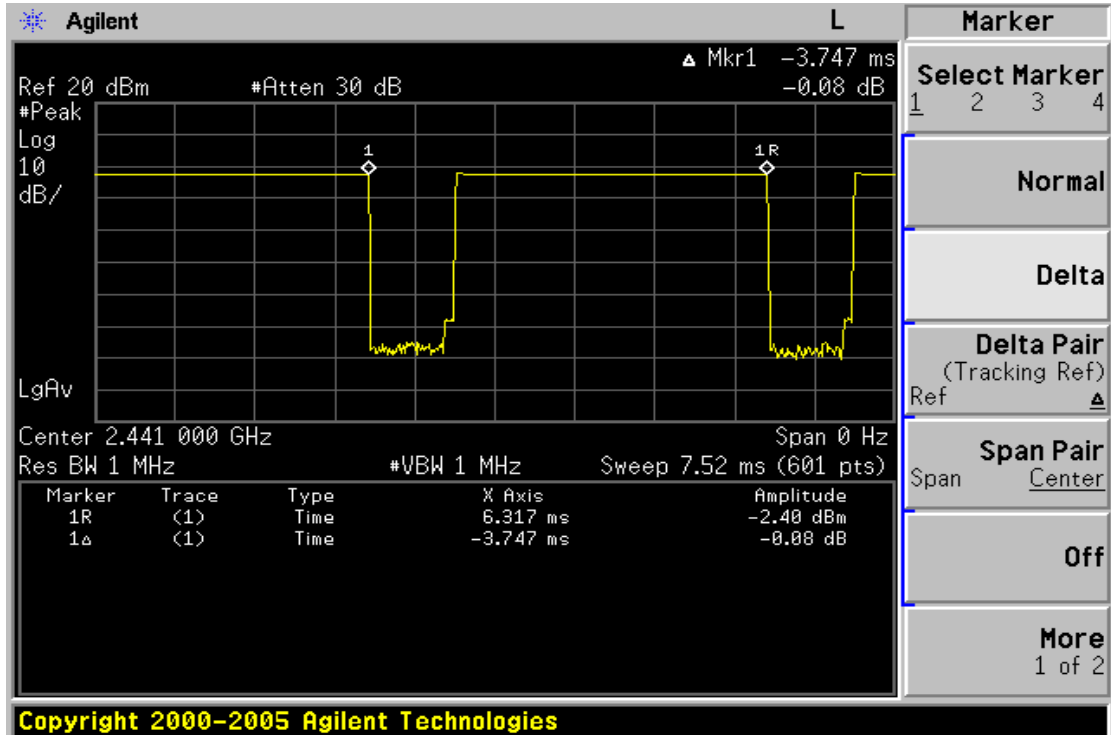 Agilent L
Δ Mkr1 -3.747 ms
Ref 20 dBm #Atten 30 dB -0.08 dB
#Peak
Log
10
dB/
1 1R
LgAv
Center 2.441 000 GHz Span 0 Hz
Res BW 1 MHz #VBW 1 MHz Sweep 7.52 ms (601 pts)
Marker Trace Type X Axis Amplitude
1R (1) Time 6.317 ms -2.40 dBm
1Δ (1) Time -3.747 ms -0.08 dB
Copyright 2000-2005 Agilent Technologies
Marker
Select Marker
1 2 3 4
Normal
Delta
Delta Pair
(Tracking Ref)
Ref Δ
Span Pair
Span Center
Off
More
1 of 2